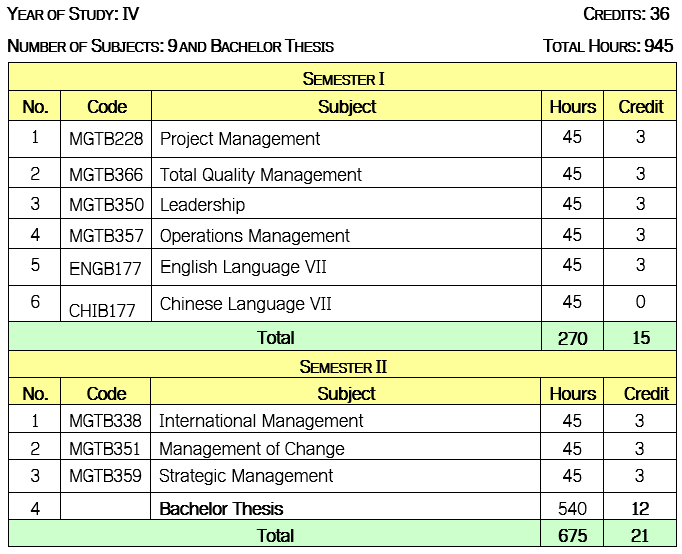 Year of Study: IV Credits: 36
Number of Subjects: 9 and Bachelor Thesis Total Hours: 945
Semester I
No. Code Subject Hours Credit
1 MGTB228 Project Management 45 3
2 MGTB366 Total Quality Management 45 3
3 MGTB350 Leadership 45 3
4 MGTB357 Operations Management 45 3
5 ENGB177 English Language VII 45 3
6 CHIB177 Chinese Language VII 45 0
Total 270 15
Semester II
No. Code Subject Hours Credit
1 MGTB338 International Management 45 3
2 MGTB351 Management of Change 45 3
3 MGTB359 Strategic Management 45 3
4 Bachelor Thesis 540 12
Total 675 21